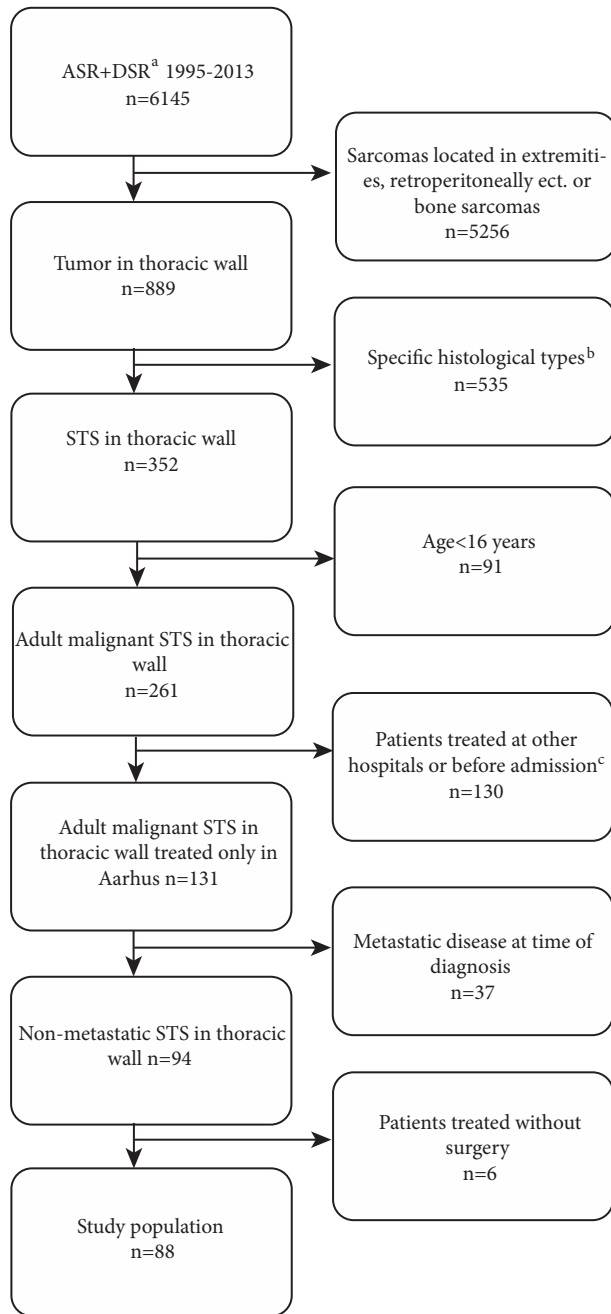 ASR+DSRᵃ 1995-2013
n=6145
Sarcomas located in extremiti-
es, retroperitoneally ect. or
bone sarcomas
n=5256
Tumor in thoracic wall
n=889
Specific histological typesᵇ
n=535
STS in thoracic wall
n=352
Age<16 years
n=91
Adult malignant STS in thoracic
wall
n=261
Patients treated at other
hospitals or before admissionᶜ
n=130
Adult malignant STS in
thoracic wall treated only in
Aarhus n=131
Metastatic disease at time of
diagnosis
n=37
Non-metastatic STS in thoracic
wall n=94
Patients treated without
surgery
n=6
Study population
n=88